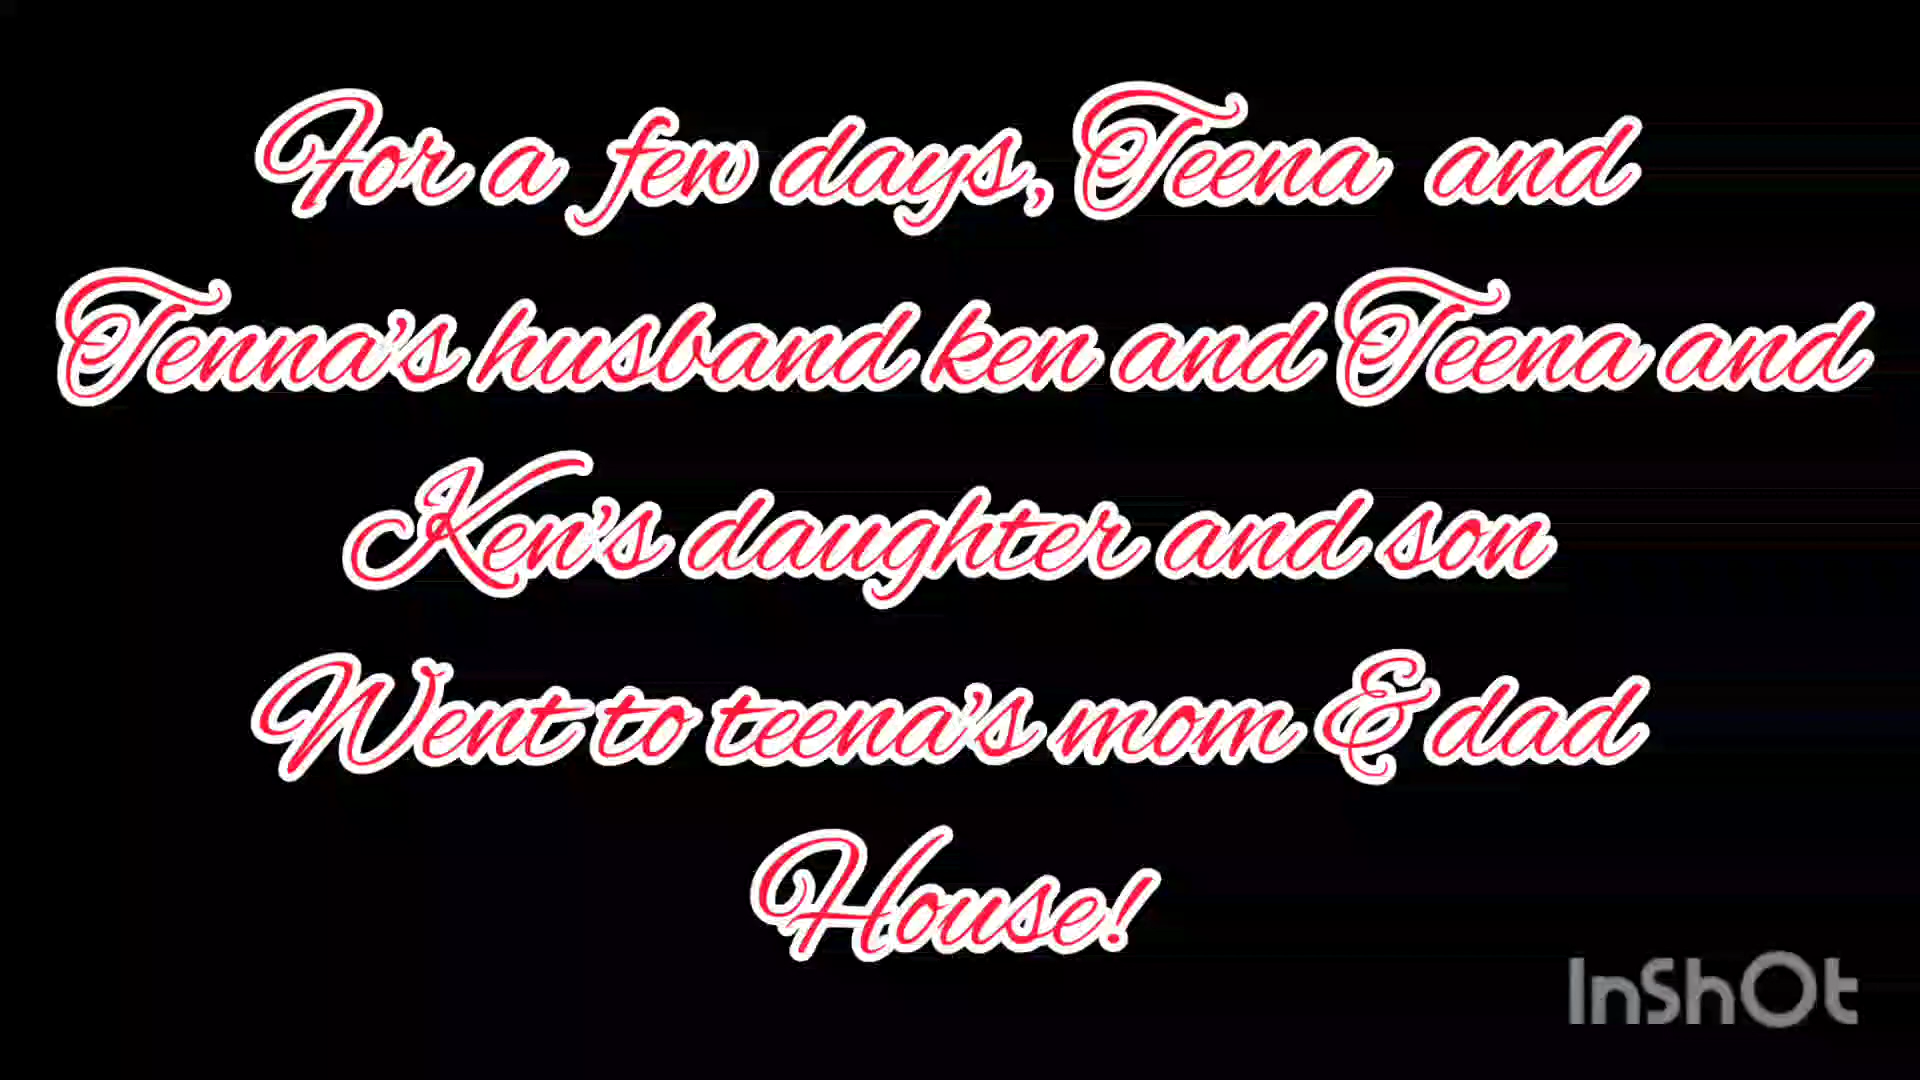 For a few days, Teena and
Tenna's husband ken and Teena and
Ken's daughter and son
Went to teena's mom & dad
House!
InShOt